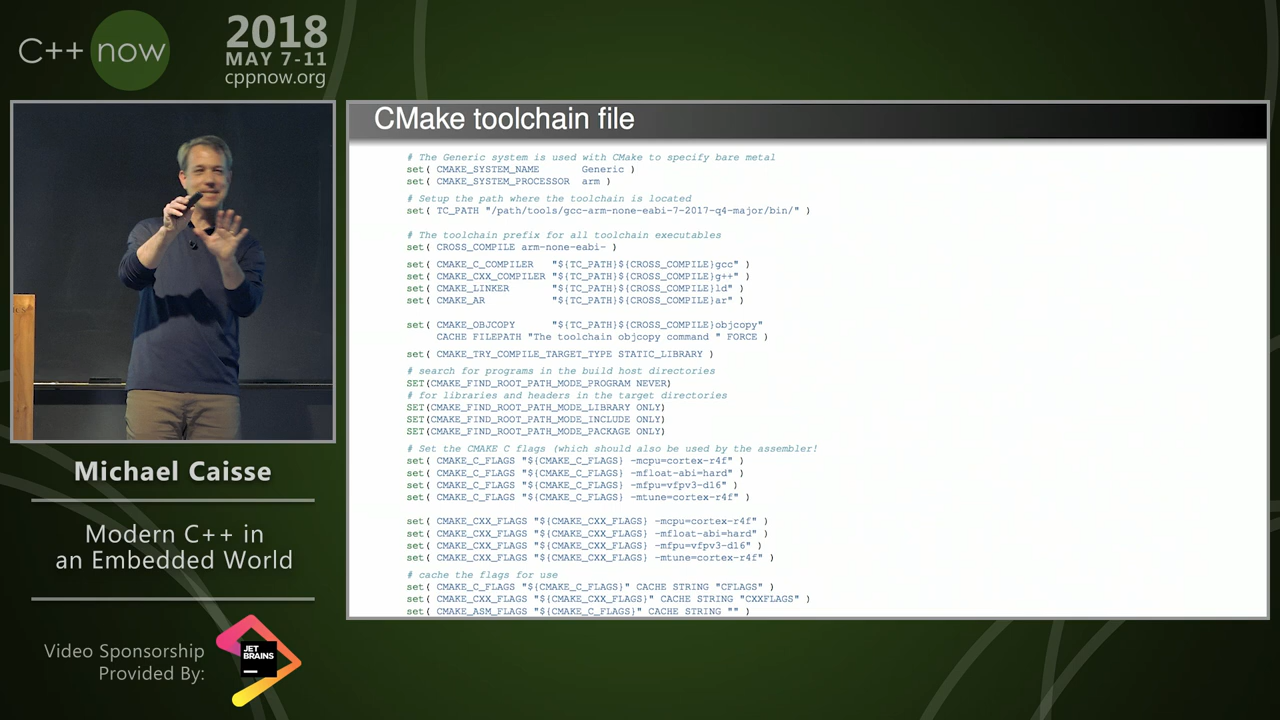 C++ now
2018
MAY 7-11
cppnow.org
CMake toolchain file
# The Generic system is used with CMake to specify bare metal
set( CMAKE_SYSTEM_NAME Generic )
set( CMAKE_SYSTEM_PROCESSOR arm )
# Setup the path where the toolchain is located
set( TC_PATH "/path/tools/gcc-arm-none-eabi-7-2017-q4-major/bin/" )
# The toolchain prefix for all toolchain executables
set( CROSS_COMPILE arm-none-eabi- )
set( CMAKE_C_COMPILER "${TC_PATH}${CROSS_COMPILE}gcc" )
set( CMAKE_CXX_COMPILER "${TC_PATH}${CROSS_COMPILE}g++" )
set( CMAKE_LINKER "${TC_PATH}${CROSS_COMPILE}ld" )
set( CMAKE_AR "${TC_PATH}${CROSS_COMPILE}ar" )
set( CMAKE_OBJCOPY "${TC_PATH}${CROSS_COMPILE}objcopy"
CACHE FILEPATH "The toolchain objcopy command " FORCE )
set( CMAKE_TRY_COMPILE_TARGET_TYPE STATIC_LIBRARY )
# search for programs in the build host directories
SET(CMAKE_FIND_ROOT_PATH_MODE_PROGRAM NEVER)
# for libraries and headers in the target directories
SET(CMAKE_FIND_ROOT_PATH_MODE_LIBRARY ONLY)
SET(CMAKE_FIND_ROOT_PATH_MODE_INCLUDE ONLY)
SET(CMAKE_FIND_ROOT_PATH_MODE_PACKAGE ONLY)
# Set the CMAKE C flags (which should also be used by the assembler!
set( CMAKE_C_FLAGS "${CMAKE_C_FLAGS} -mcpu=cortex-r4f" )
set( CMAKE_C_FLAGS "${CMAKE_C_FLAGS} -mfloat-abi=hard" )
set( CMAKE_C_FLAGS "${CMAKE_C_FLAGS} -mfpu=vfpv3-d16" )
set( CMAKE_C_FLAGS "${CMAKE_C_FLAGS} -mtune=cortex-r4f" )
set( CMAKE_CXX_FLAGS "${CMAKE_CXX_FLAGS} -mcpu=cortex-r4f" )
set( CMAKE_CXX_FLAGS "${CMAKE_CXX_FLAGS} -mfloat-abi=hard" )
set( CMAKE_CXX_FLAGS "${CMAKE_CXX_FLAGS} -mfpu=vfpv3-d16" )
set( CMAKE_CXX_FLAGS "${CMAKE_CXX_FLAGS} -mtune=cortex-r4f" )
# cache the flags for use
set( CMAKE_C_FLAGS "${CMAKE_C_FLAGS}" CACHE STRING "CFLAGS" )
set( CMAKE_CXX_FLAGS "${CMAKE_CXX_FLAGS}" CACHE STRING "CXXFLAGS" )
set( CMAKE_ASM_FLAGS "${CMAKE_C_FLAGS}" CACHE STRING "" )
Michael Caisse
Modern C++ in
an Embedded World
Video Sponsorship
Provided By:
JET
BRAINS